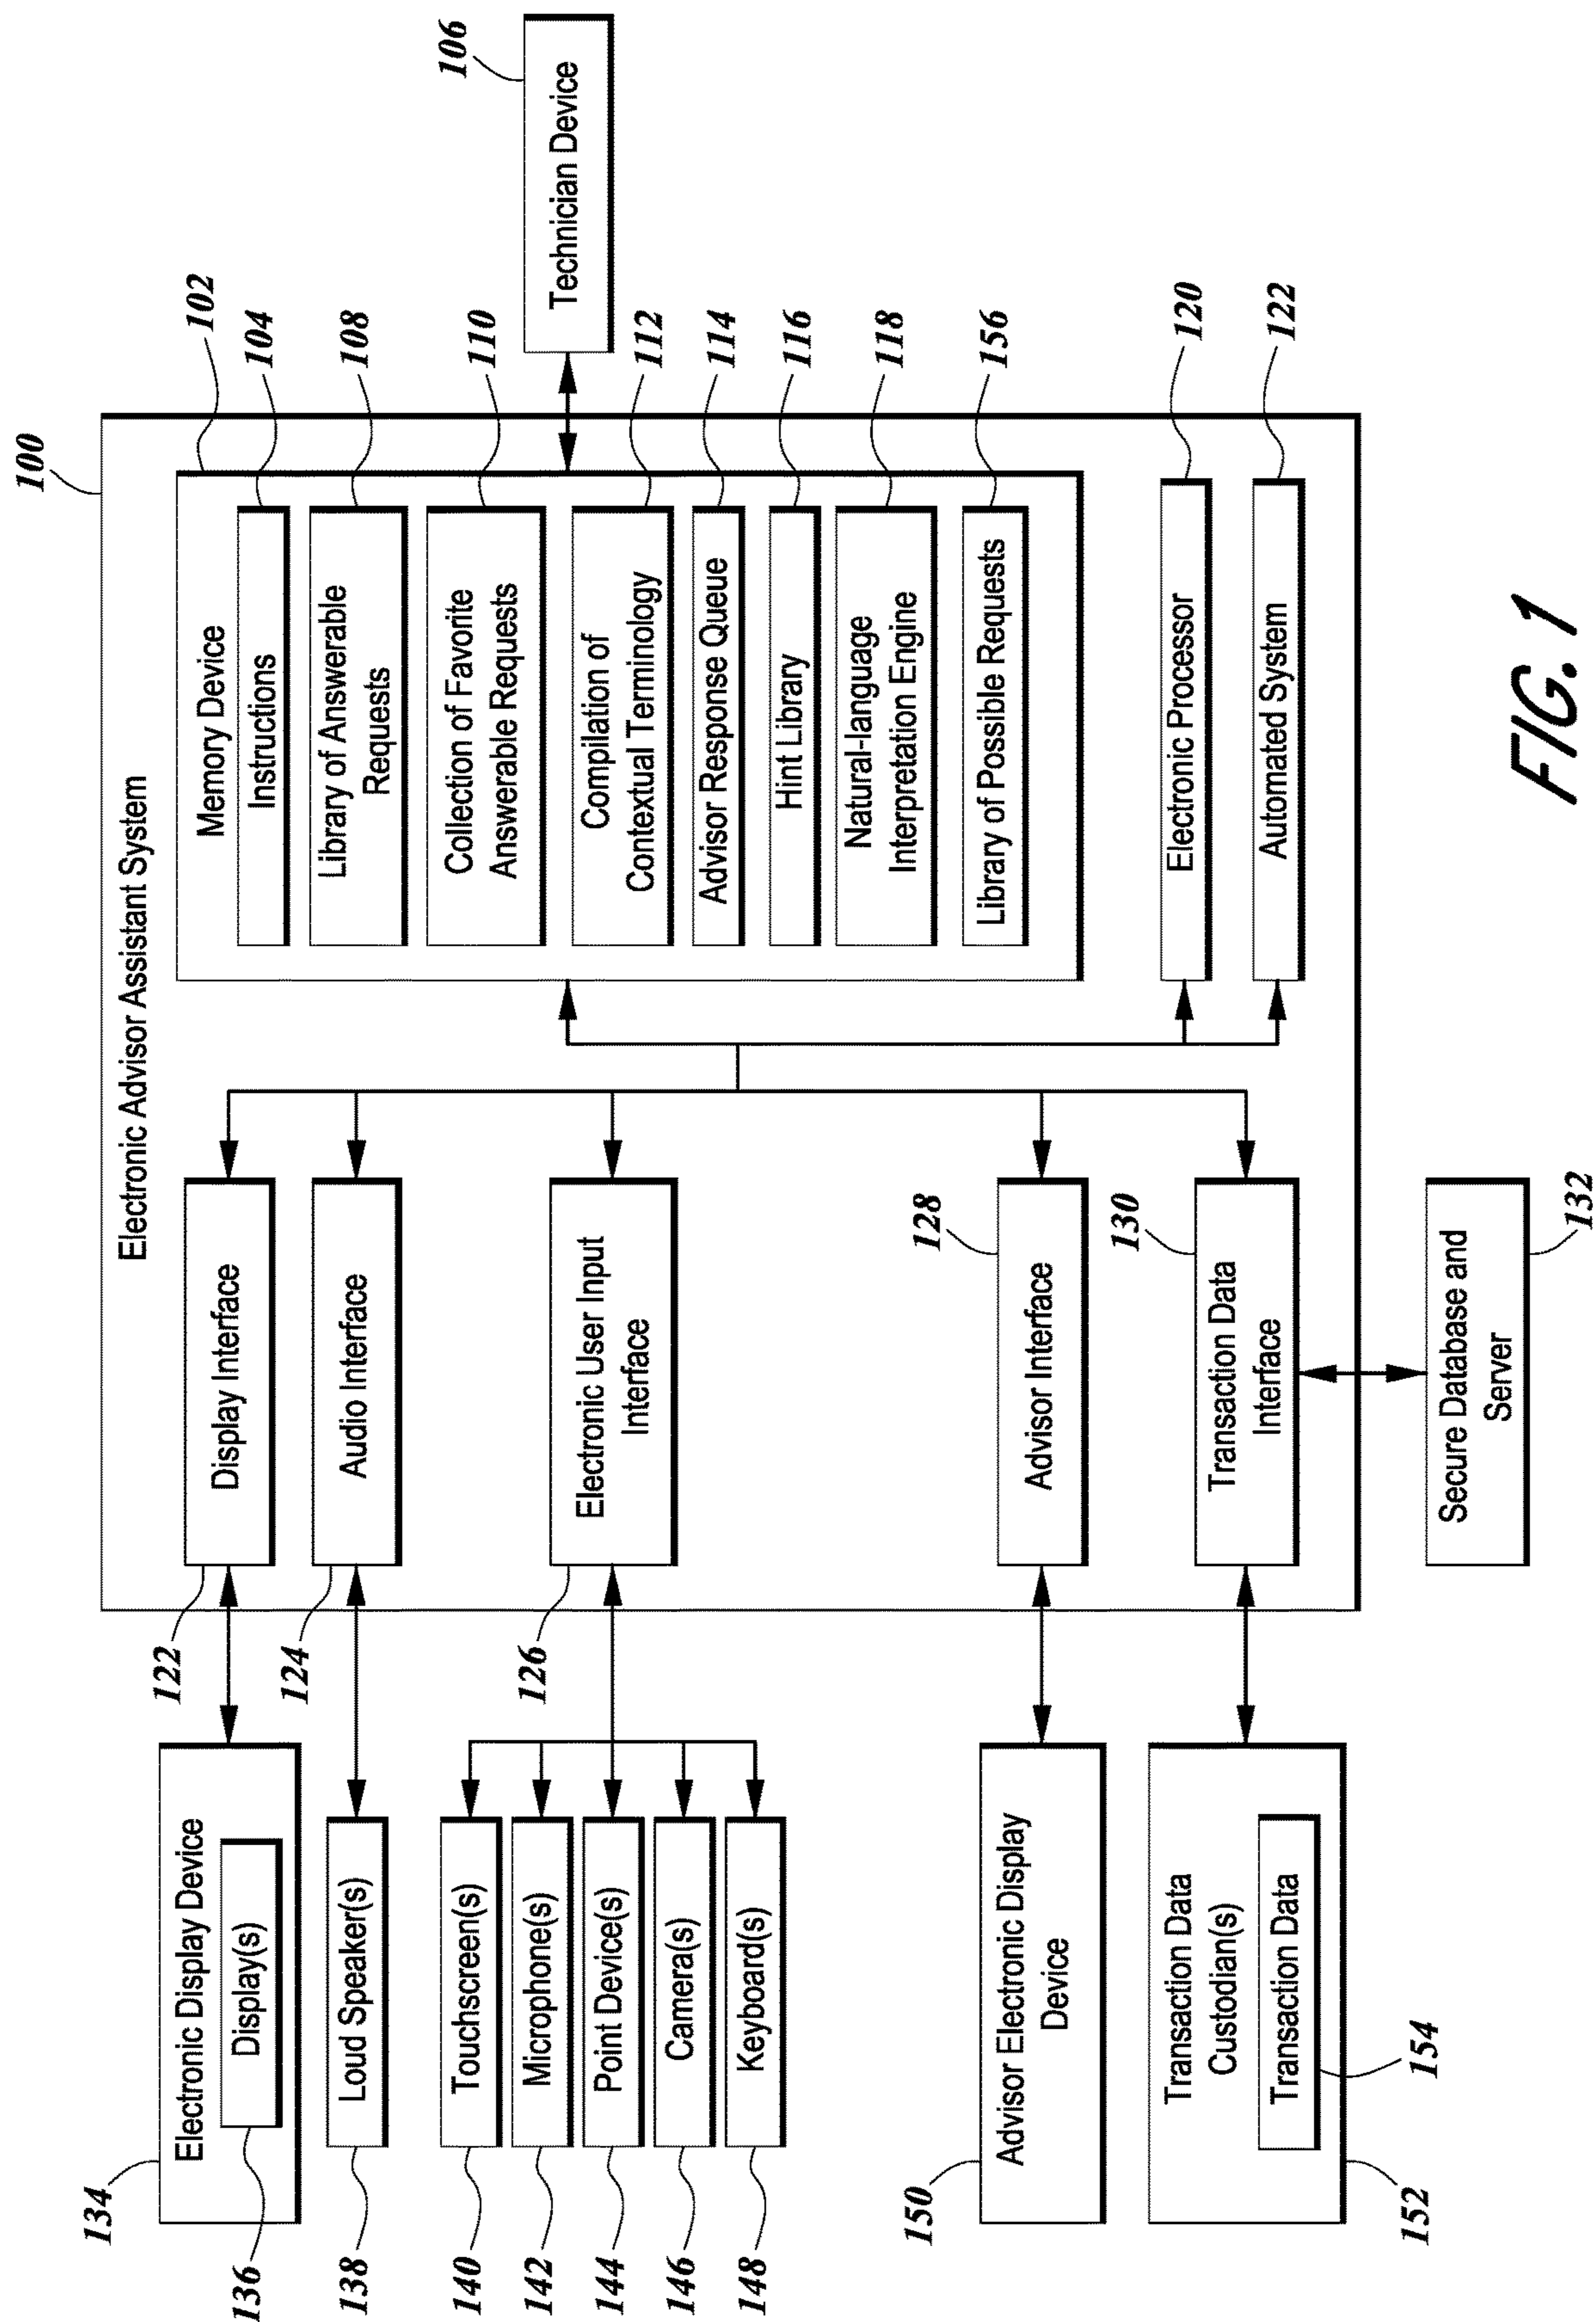 100
Electronic Advisor Assistant System
134
Electronic Display Device
136
Display(s)
122
Display Interface
138
Loud Speaker(s)
124
Audio Interface
140
Touchscreen(s)
142
Microphone(s)
144
Point Device(s)
146
Camera(s)
148
Keyboard(s)
126
Electronic User Input
Interface
150
Advisor Electronic Display
Device
128
Advisor Interface
152
Transaction Data
Custodian(s)
Transaction Data
154
130
Transaction Data
Interface
Secure Database and
Server
132
Memory Device
102
Instructions
104
Library of Answerable
Requests
108
Collection of Favorite
Answerable Requests
110
Compilation of
Contextual Terminology
112
Advisor Response Queue
114
Hint Library
116
Natural-language
Interpretation Engine
118
Library of Possible Requests
156
Electronic Processor
120
Automated System
122
Technician Device
106
FIG. 1